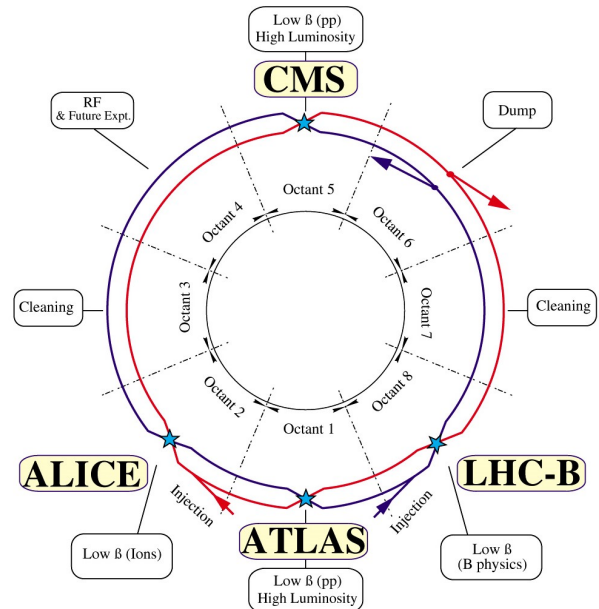 Low ß (pp)
High Luminosity
CMS
RF
& Future Expt.
Dump
Octant 5
Octant 4
Octant 6
Cleaning
Octant 3
Octant 7
Cleaning
Octant 2
Octant 8
Octant 1
ALICE
LHC-B
Injection
Injection
ATLAS
Low ß (Ions)
Low ß
(B physics)
Low ß (pp)
High Luminosity